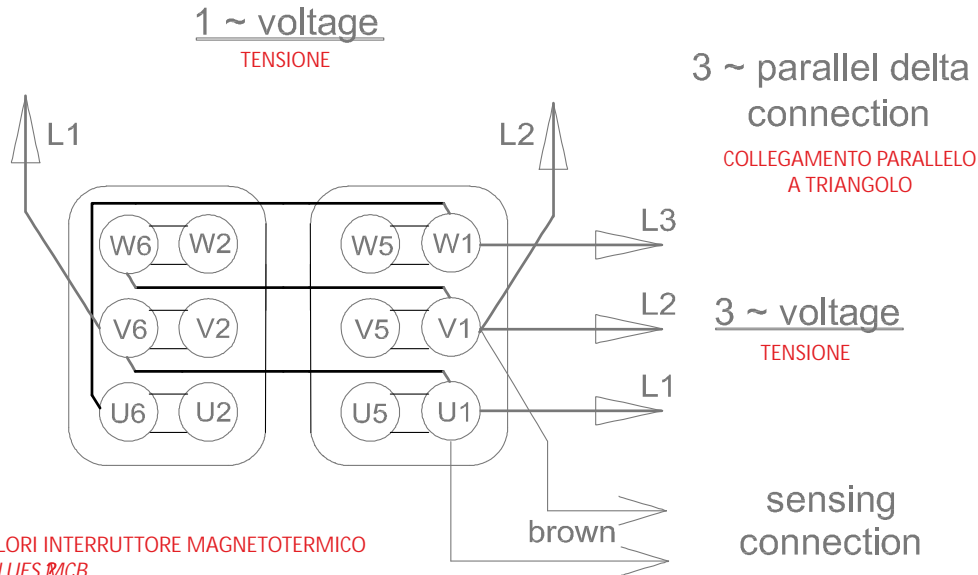 1 ~ voltage
TENSIONE
3 ~ parallel delta
connection
COLLEGAMENTO PARALLELO
A TRIANGOLO
L1
L2
W6 W2 W5 W1
L3
V6 V2 V5 V1
L2
3 ~ voltage
TENSIONE
U6 U2 U5 U1
L1
brown
sensing
connection
LORI INTERRUTTORE MAGNETOTERMICO